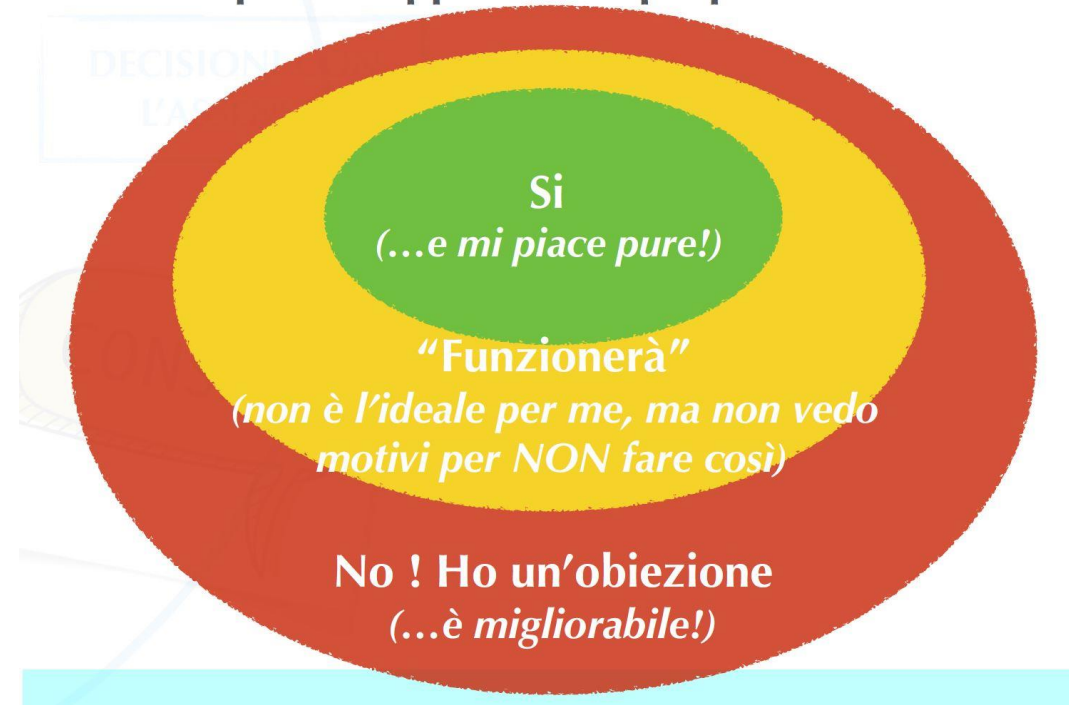 DECISION
Si
(…e mi piace pure!)
“Funzionerà”
(non è l’ideale per me, ma non vedo
motivi per NON fare così)
No ! Ho un’obiezione
(…è migliorabile!)